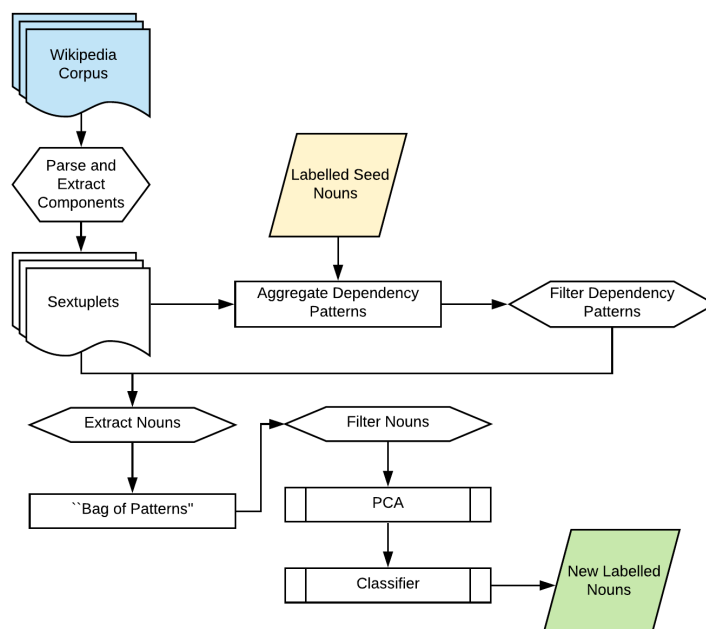 Wikipedia
Corpus
Parse and
Extract
Components
Labelled Seed
Nouns
Sextuplets
Aggregate Dependency
Patterns
Filter Dependency
Patterns
Extract Nouns
Filter Nouns
``Bag of Patterns"
PCA
Classifier
New Labelled
Nouns